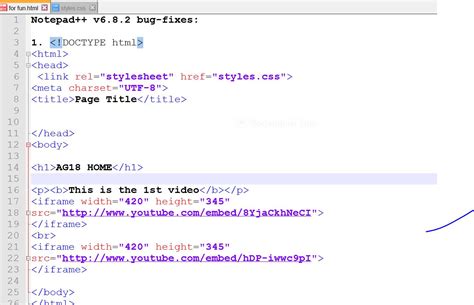 for fun.html styles.css
1 Notepad++ v6.8.2 bug-fixes:
2
3 1. <!DOCTYPE html>
4 <html>
5 <head>
6 <link rel="stylesheet" href="styles.css">
7 <meta charset="UTF-8">
8 <title>Page Title</title>
9
10
11 </head>
12 <body>
13
14 <h1>AG18 HOME</h1>
15
16 <p><b>This is the 1st video</b></p>
17 <iframe width="420" height="345"
18 src="http://www.youtube.com/embed/8YjaCkhNeCI">
19 </iframe>
20 <br>
21 <iframe width="420" height="345"
22 src="http://www.youtube.com/embed/hDP-iwwc9pI">
23 </iframe>
24
25 </body>
26 </html>